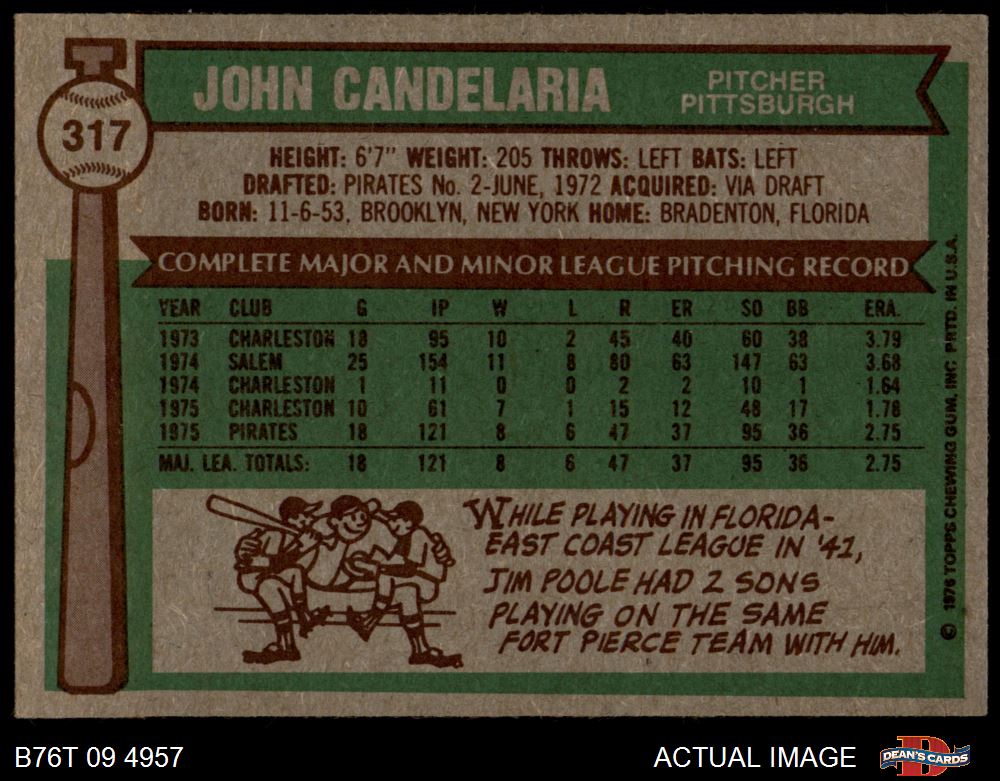 317
JOHN CANDELARIA
PITCHER
PITTSBURGH
HEIGHT: 6'7" WEIGHT: 205 THROWS: LEFT BATS: LEFT
DRAFTED: PIRATES No. 2-JUNE, 1972 ACQUIRED: VIA DRAFT
BORN: 11-6-53, BROOKLYN, NEW YORK HOME: BRADENTON, FLORIDA
COMPLETE MAJOR AND MINOR LEAGUE PITCHING RECORD
YEAR CLUB G IP W L R ER SO BB ERA.
1973 CHARLESTON 18 95 10 2 45 40 60 38 3.79
1974 SALEM 25 154 11 8 80 63 147 63 3.68
1974 CHARLESTON 1 11 0 0 2 2 10 1 1.64
1975 CHARLESTON 10 61 7 1 15 12 48 17 1.78
1975 PIRATES 18 121 8 6 47 37 95 36 2.75
MAJ. LEA. TOTALS: 18 121 8 6 47 37 95 36 2.75
WHILE PLAYING IN FLORIDA-
EAST COAST LEAGUE IN '41,
JIM POOLE HAD 2 SONS
PLAYING ON THE SAME
FORT PIERCE TEAM WITH HIM.
© 1976 TOPPS CHEWING GUM, INC. PRTD. IN U.S.A.
B76T 09 4957
ACTUAL IMAGE
DEAN'S CARDS